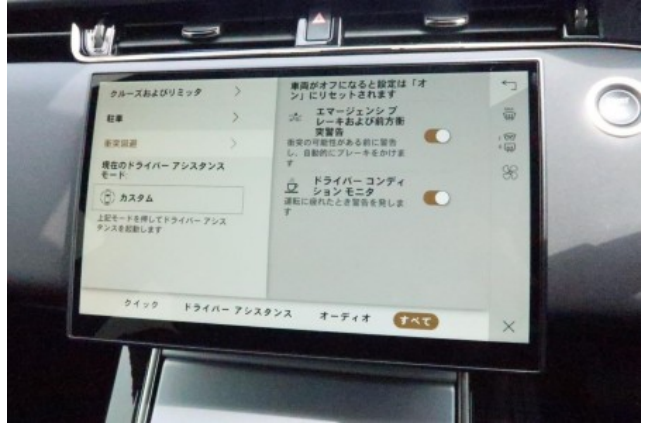 クルーズおよびリミッタ
駐車
衝突回避
現在のドライバー アシスタンス
モード:
カスタム
上記モードを押してドライバー アシス
タンスを起動します
車両がオフになると設定は「オ
ン」にリセットされます
エマージェンシ ブ
レーキおよび前方衝
突警告
衝突の可能性がある前に警告
し、自動的にブレーキをかけま
す
ドライバー コンディ
ション モニタ
運転に疲れたとき警告を発しま
す
クイック
ドライバー アシスタンス
オーディオ
すべて